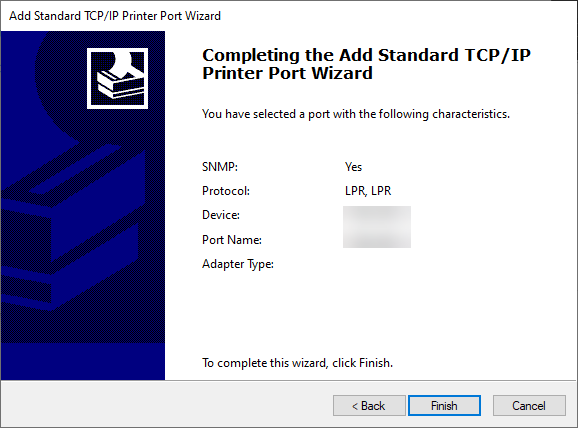 Add Standard TCP/IP Printer Port Wizard
Completing the Add Standard TCP/IP
Printer Port Wizard
You have selected a port with the following characteristics.
SNMP: Yes
Protocol: LPR, LPR
Device:
Port Name:
Adapter Type:
To complete this wizard, click Finish.
< Back Finish Cancel